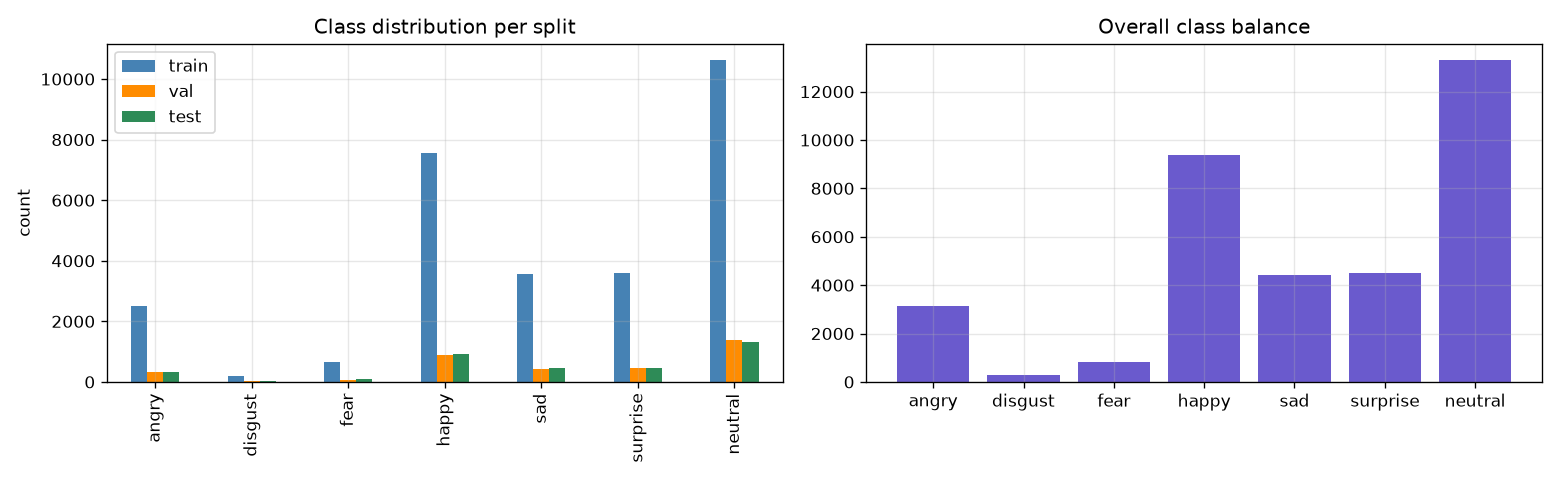 Class distribution per split
train
val
test
count
10000
8000
6000
4000
2000
0
angry
disgust
fear
happy
sad
surprise
neutral
Overall class balance
12000
10000
8000
6000
4000
2000
0
angry disgust fear happy sad surprise neutral